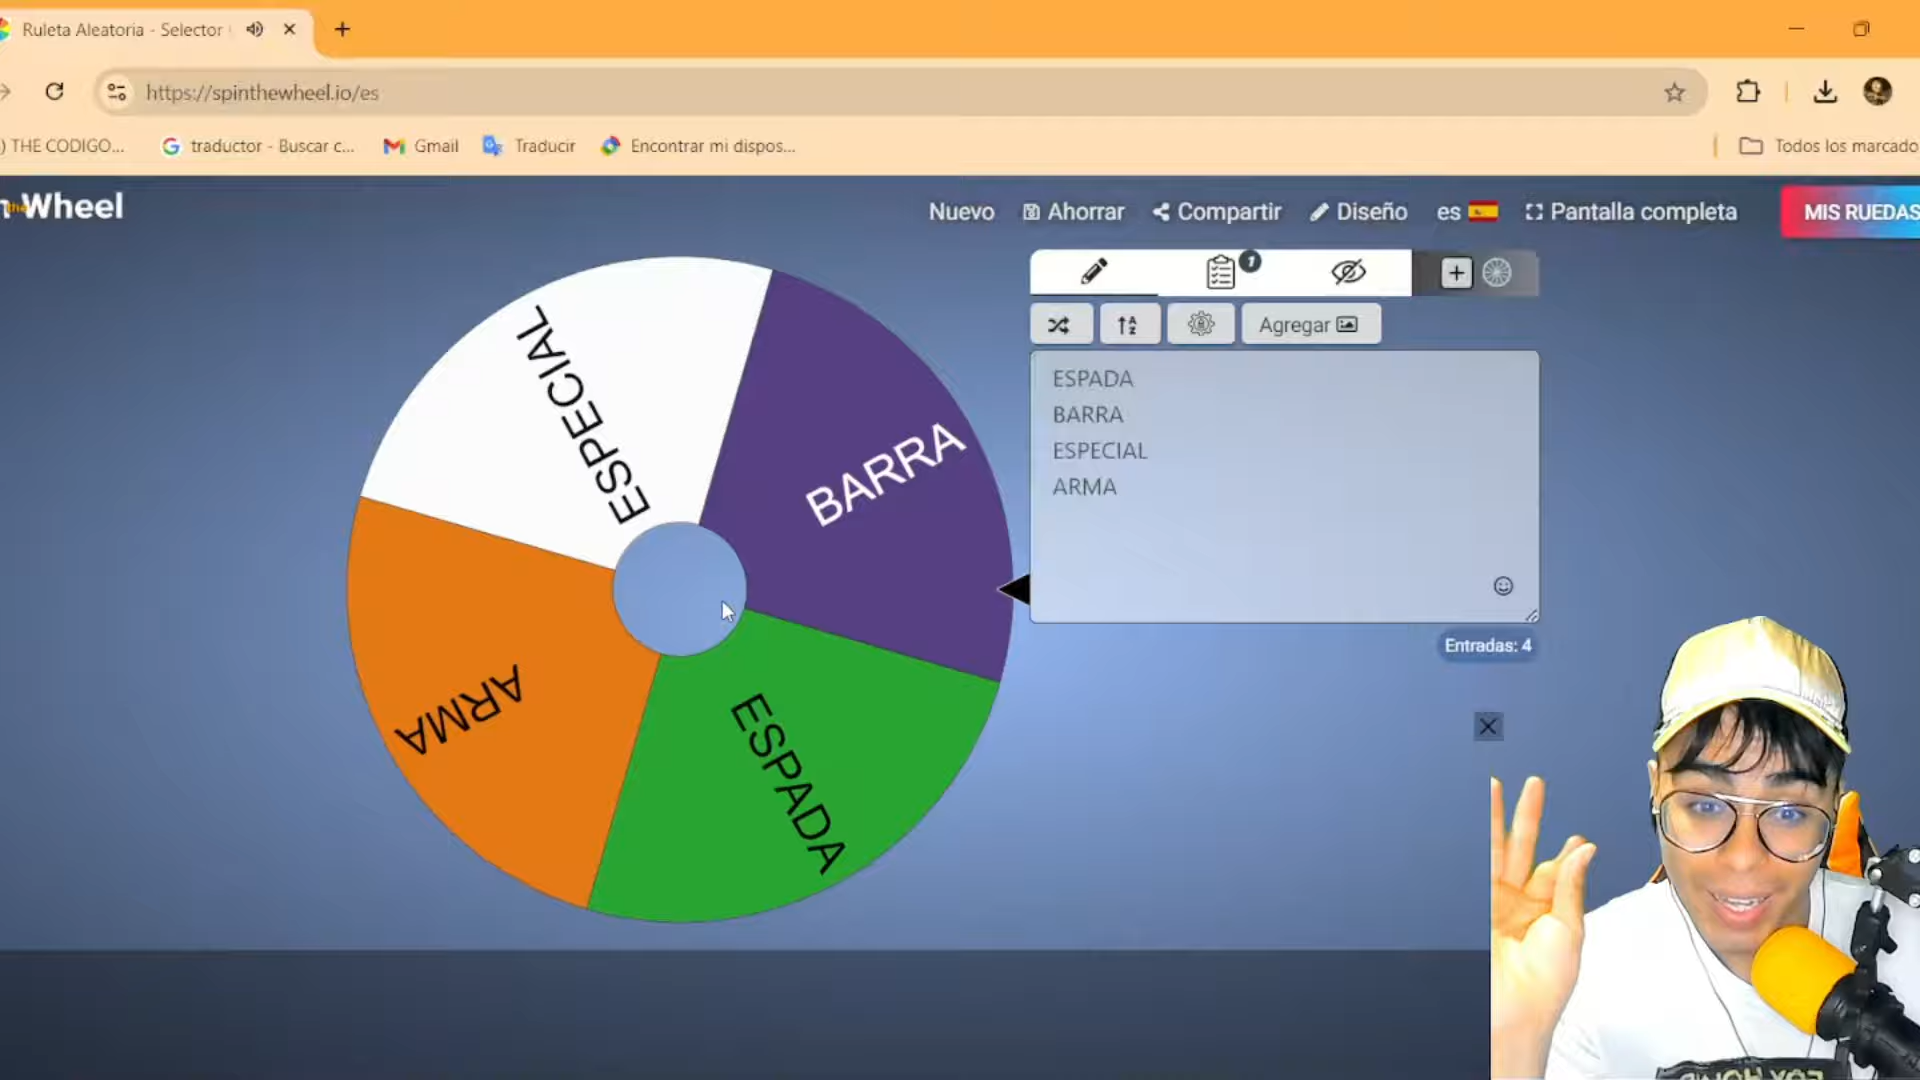 Ruleta Aleatoria - Selector
https://spinthewheel.io/es
) THE CODIGO...
traductor - Buscar c...
Gmail
Traducir
Encontrar mi dispos...
Todos los marcado
n the Wheel
Nuevo
Ahorrar
Compartir
Diseño
es
Pantalla completa
MIS RUEDAS
1
Agregar
ESPADA
BARRA
ESPECIAL
ARMA
Entradas: 4
ESPECIAL
BARRA
ARMA
ESPADA